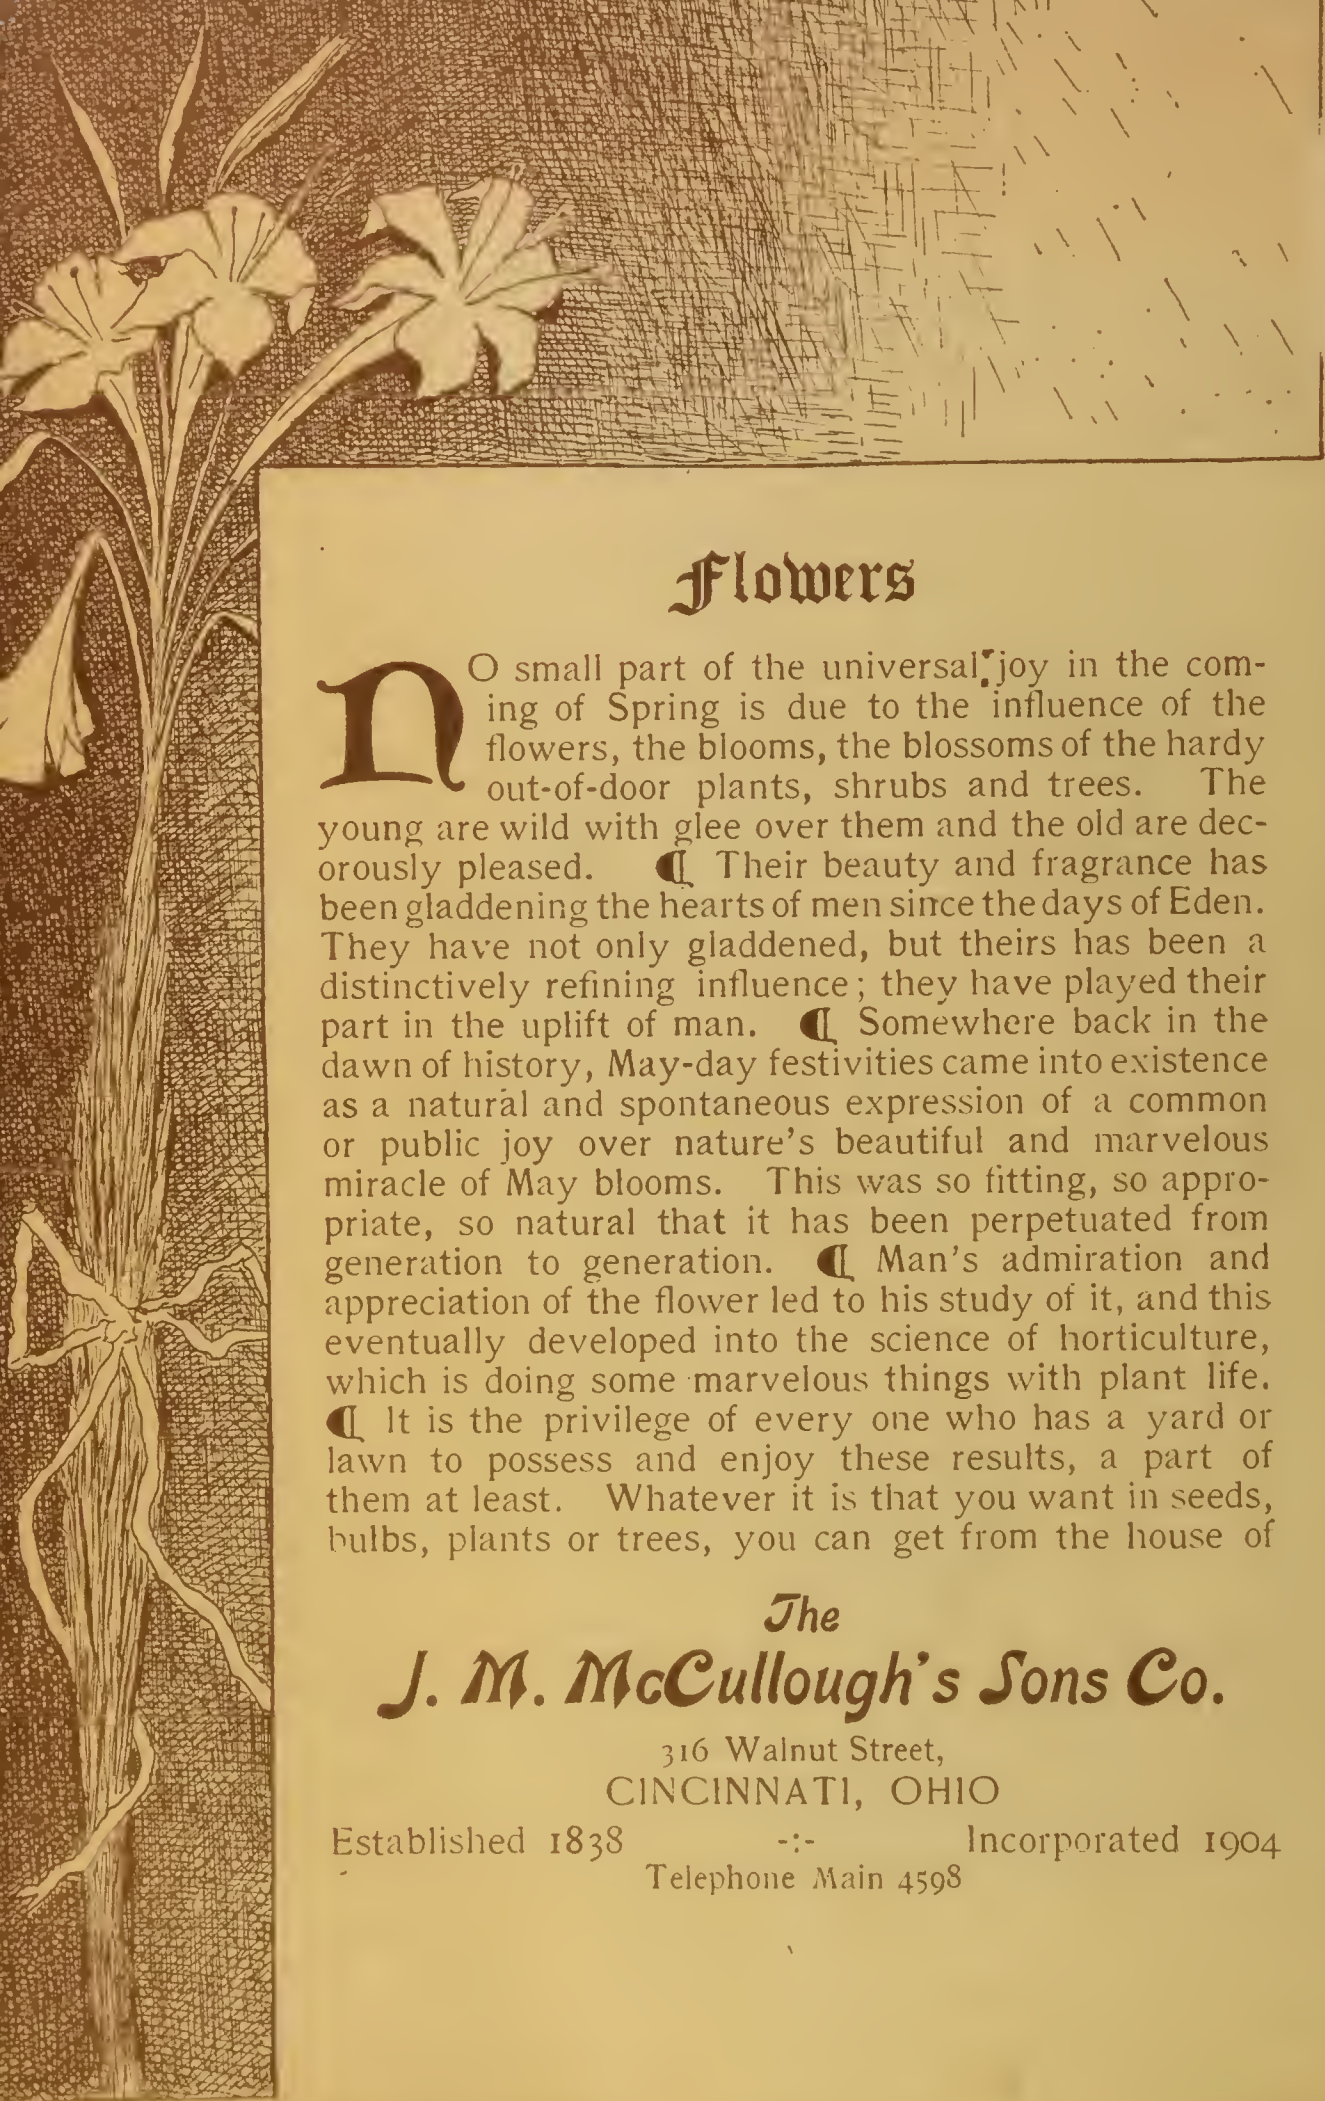 Flowers
NO small part of the universal joy in the com-
ing of Spring is due to the influence of the
flowers, the blooms, the blossoms of the hardy
out-of-door plants, shrubs and trees. The
young are wild with glee over them and the old are dec-
orously pleased. ¶ Their beauty and fragrance has
been gladdening the hearts of men since the days of Eden.
They have not only gladdened, but theirs has been a
distinctively refining influence; they have played their
part in the uplift of man. ¶ Somewhere back in the
dawn of history, May-day festivities came into existence
as a natural and spontaneous expression of a common
or public joy over nature's beautiful and marvelous
miracle of May blooms. This was so fitting, so appro-
priate, so natural that it has been perpetuated from
generation to generation. ¶ Man's admiration and
appreciation of the flower led to his study of it, and this
eventually developed into the science of horticulture,
which is doing some marvelous things with plant life.
¶ It is the privilege of every one who has a yard or
lawn to possess and enjoy these results, a part of
them at least. Whatever it is that you want in seeds,
bulbs, plants or trees, you can get from the house of
The
J. M. McCullough's Sons Co.
316 Walnut Street,
CINCINNATI, OHIO
Established 1838 -:- Incorporated 1904
Telephone Main 4598